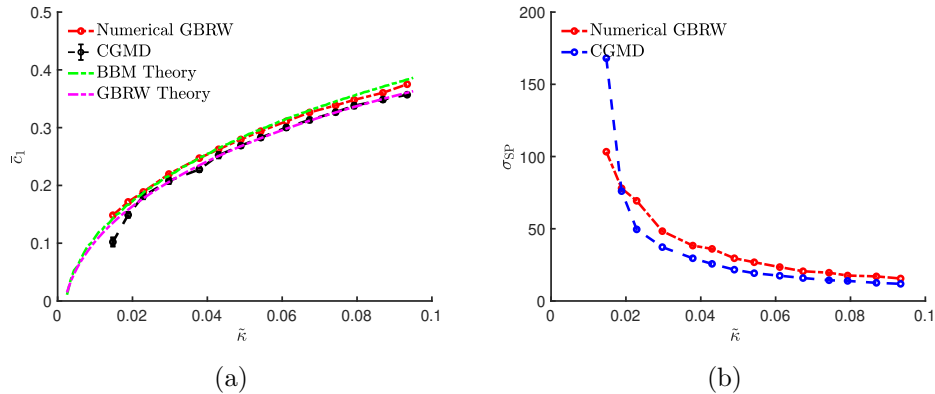 0.5
0.4
0.3
0.2
0.1
0
c̄₁
Numerical GBRW
CGMD
BBM Theory
GBRW Theory
0 0.02 0.04 0.06 0.08 0.1
κ̃
(a)
200
150
100
50
0
σSP
Numerical GBRW
CGMD
0 0.02 0.04 0.06 0.08 0.1
κ̃
(b)